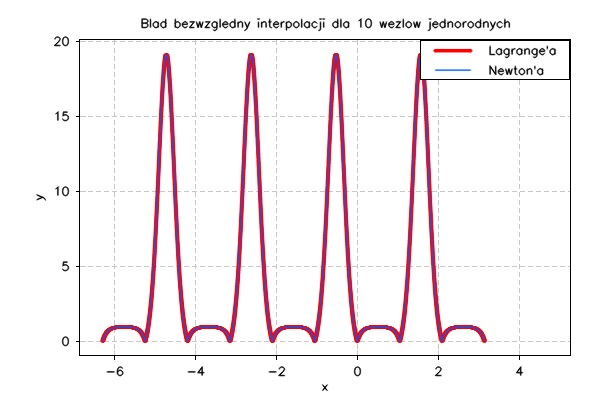 Blad bezwzgledny interpolacji dla 10 wezlow jednorodnych
Lagrange'a
Newton'a
20
15
10
5
0
y
−6 −4 −2 0 2 4
x